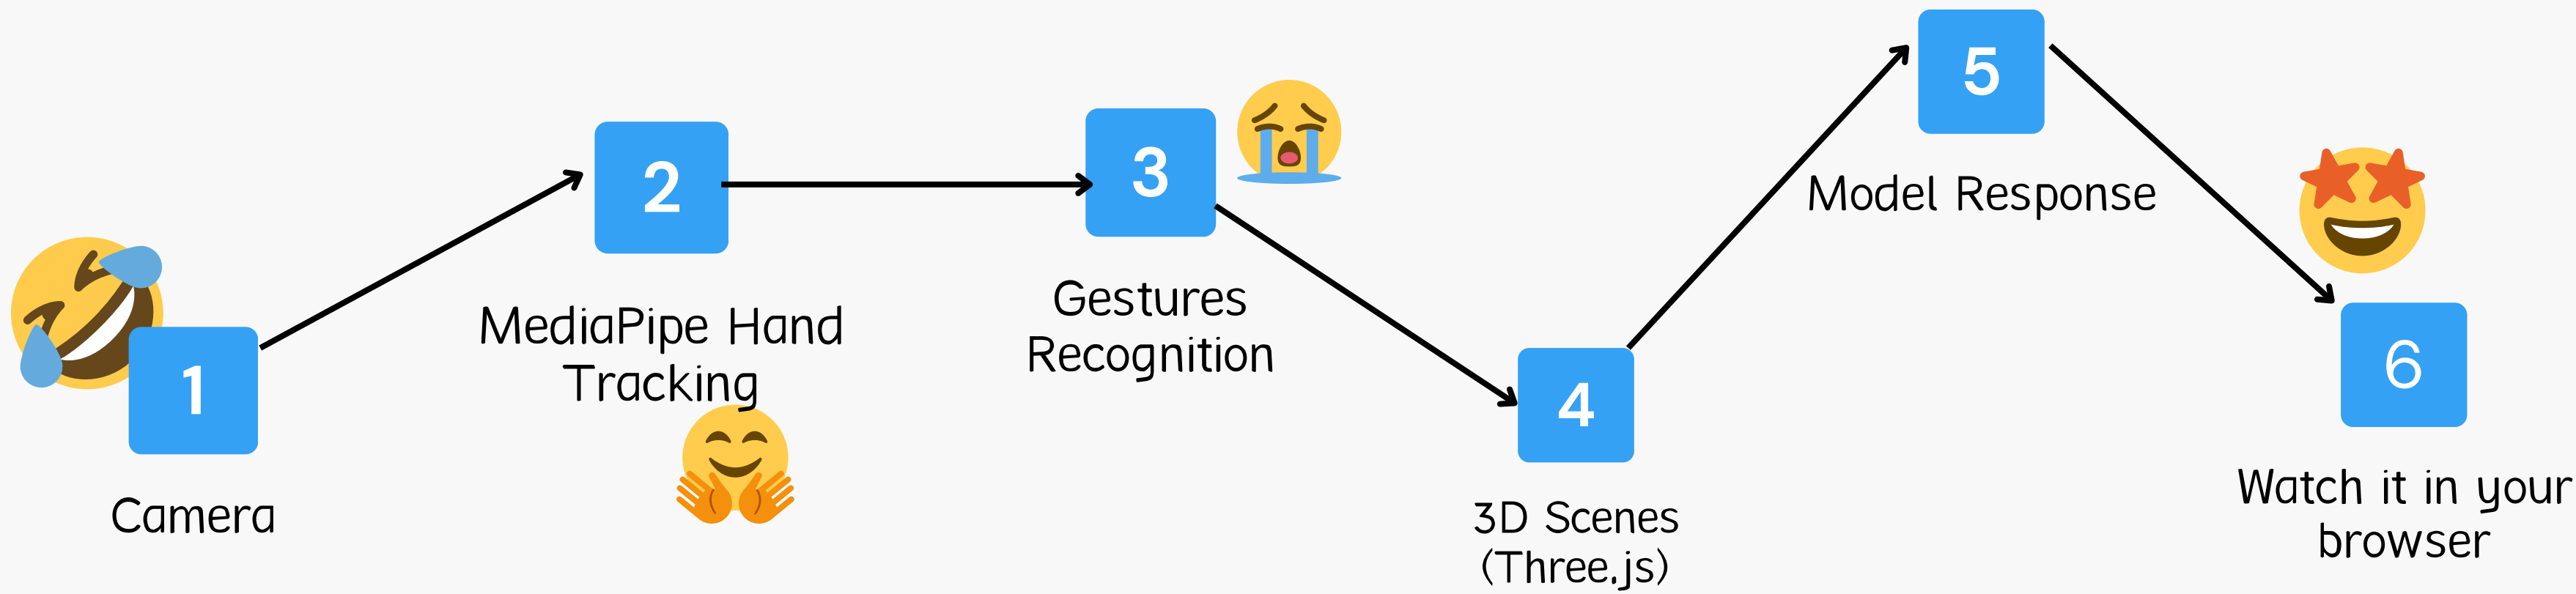 1
Camera
2
MediaPipe Hand
Tracking
3
Gestures
Recognition
4
3D Scenes
(Three.js)
5
Model Response
6
Watch it in your
browser